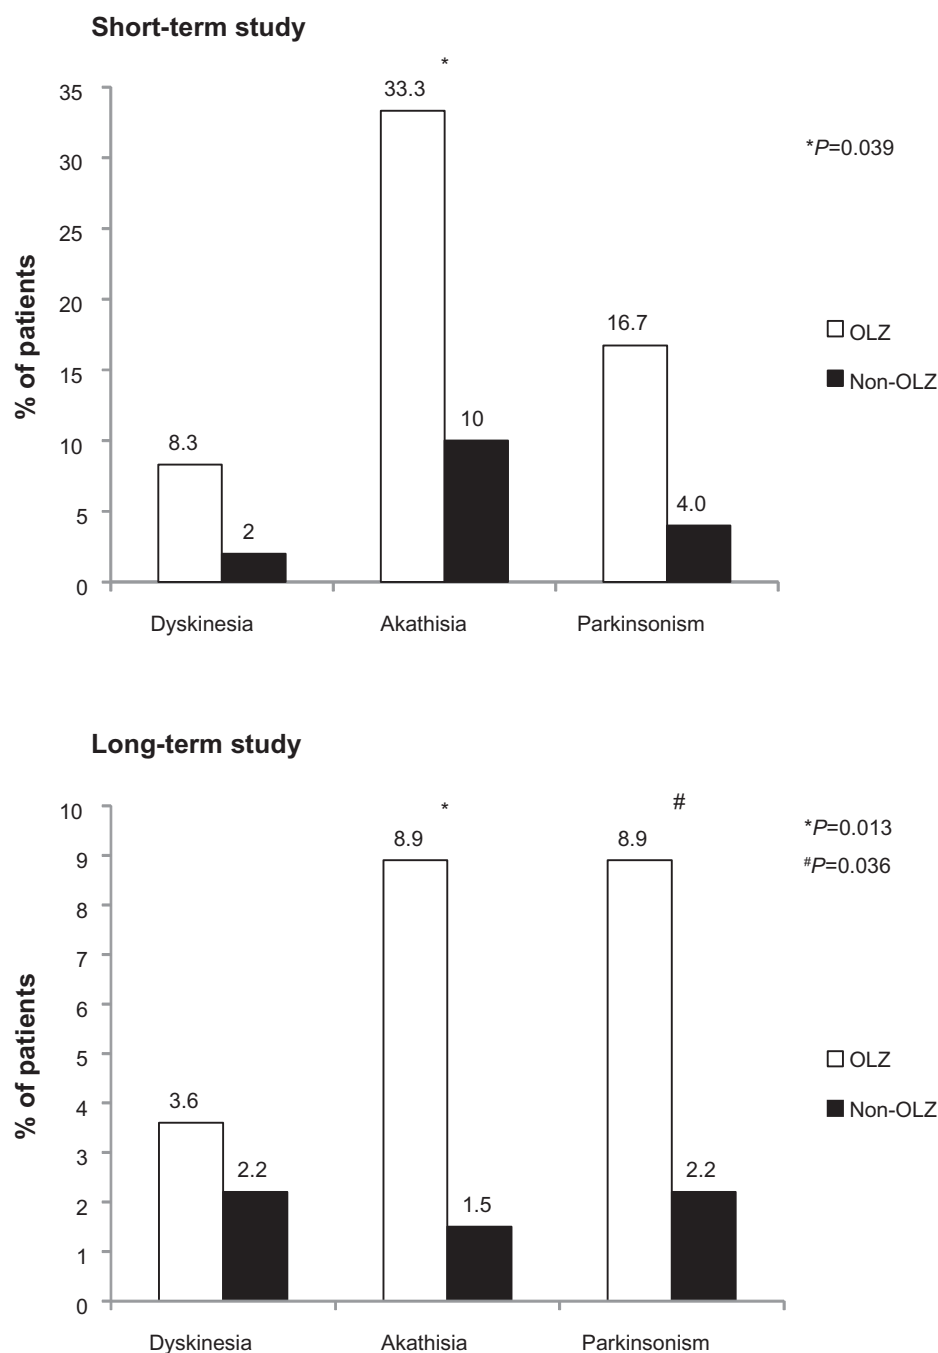 Short-term study
% of patients
35
30
25
20
15
10
5
0
8.3
2
33.3
*
10
16.7
4.0
Dyskinesia
Akathisia
Parkinsonism
*P=0.039
OLZ
Non-OLZ
Long-term study
% of patients
10
9
8
7
6
5
4
3
2
1
0
3.6
2.2
8.9
*
1.5
8.9
#
2.2
Dyskinesia
Akathisia
Parkinsonism
*P=0.013
#P=0.036
OLZ
Non-OLZ